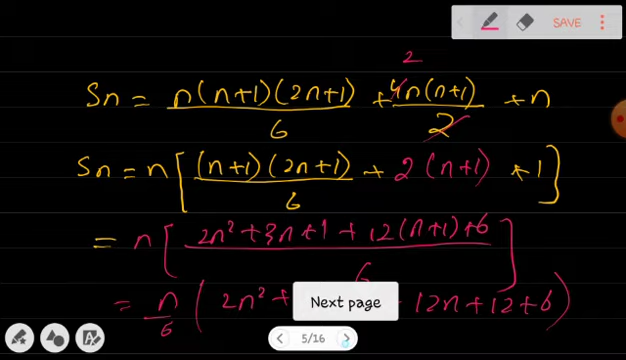 SAVE
2
Sn = n(n+1)(2n+1)/6 + 4n(n+1)/2 + n
Sn = n[(n+1)(2n+1)/6 + 2(n+1) + 1]
= n[2n²+3n+1+12(n+1)+6/6]
= n/6 (2n²+ 12n+12+6)
Next page
5/16